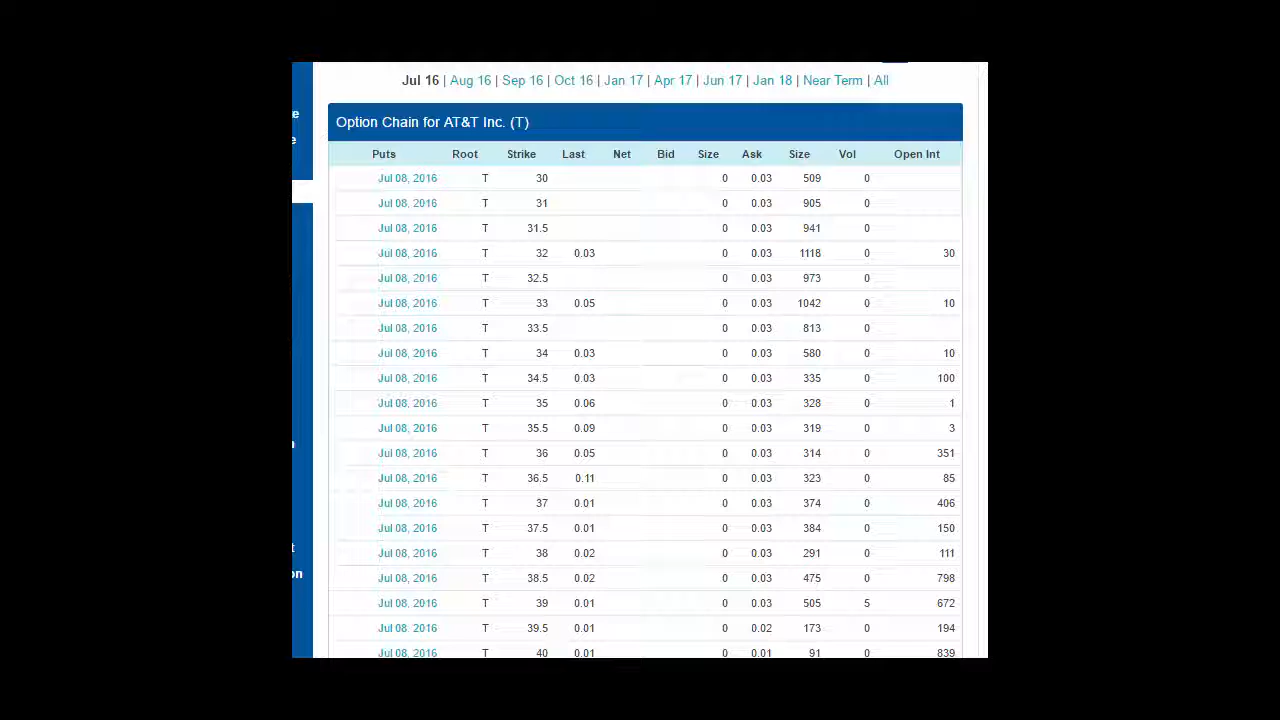 Jul 16 | Aug 16 | Sep 16 | Oct 16 | Jan 17 | Apr 17 | Jun 17 | Jan 18 | Near Term | All
e
Option Chain for AT&T Inc. (T)
e
Puts Root Strike Last Net Bid Size Ask Size Vol Open Int
Jul 08, 2016 T 30 0 0.03 509 0
Jul 08, 2016 T 31 0 0.03 905 0
Jul 08, 2016 T 31.5 0 0.03 941 0
Jul 08, 2016 T 32 0.03 0 0.03 1118 0 30
Jul 08, 2016 T 32.5 0 0.03 973 0
Jul 08, 2016 T 33 0.05 0 0.03 1042 0 10
Jul 08, 2016 T 33.5 0 0.03 813 0
Jul 08, 2016 T 34 0.03 0 0.03 580 0 10
Jul 08, 2016 T 34.5 0.03 0 0.03 335 0 100
Jul 08, 2016 T 35 0.06 0 0.03 328 0 1
Jul 08, 2016 T 35.5 0.09 0 0.03 319 0 3
n
Jul 08, 2016 T 36 0.05 0 0.03 314 0 351
Jul 08, 2016 T 36.5 0.11 0 0.03 323 0 85
Jul 08, 2016 T 37 0.01 0 0.03 374 0 406
Jul 08, 2016 T 37.5 0.01 0 0.03 384 0 150
t
Jul 08, 2016 T 38 0.02 0 0.03 291 0 111
on
Jul 08, 2016 T 38.5 0.02 0 0.03 475 0 798
Jul 08, 2016 T 39 0.01 0 0.03 505 5 672
Jul 08, 2016 T 39.5 0.01 0 0.02 173 0 194
Jul 08, 2016 T 40 0.01 0 0.01 91 0 839